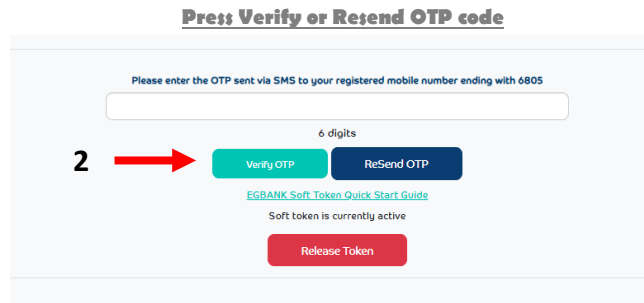 Press Verify or Resend OTP code
Please enter the OTP sent via SMS to your registered mobile number ending with 6805
6 digits
2
Verify OTP
ReSend OTP
EGBANK Soft Token Quick Start Guide
Soft token is currently active
Release Token